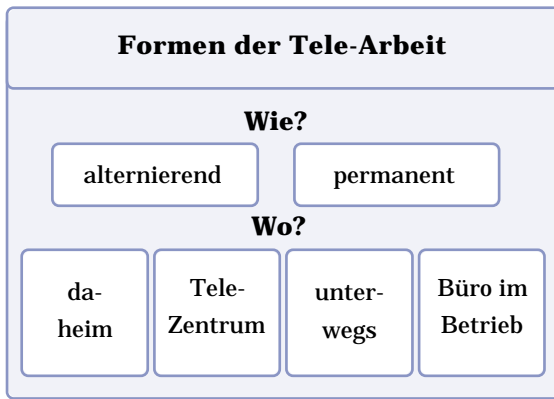 Formen der Tele-Arbeit
Wie?
alternierend
permanent
Wo?
da-
heim
Tele-
Zentrum
unter-
wegs
Büro im
Betrieb